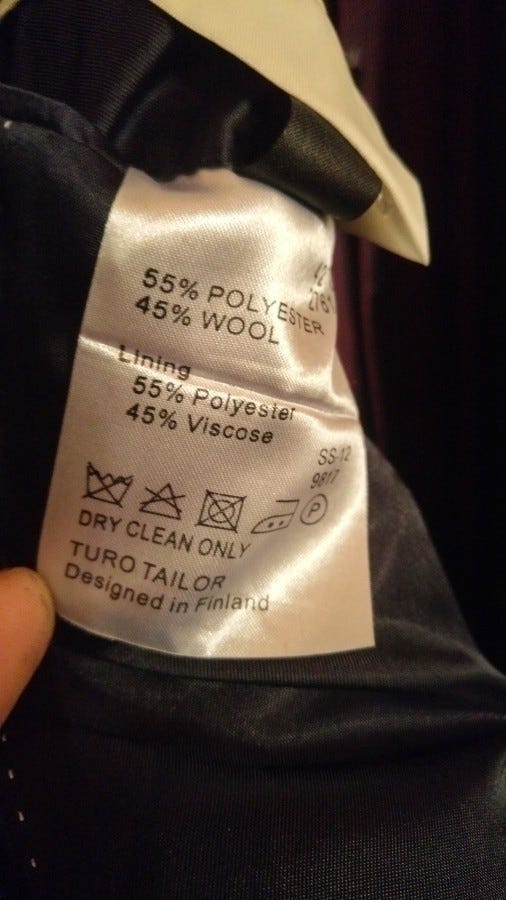 55% POLYESTER
45% WOOL
Lining
55% Polyester
45% Viscose
SS-12
9817
P
DRY CLEAN ONLY
TURO TAILOR
Designed in Finland